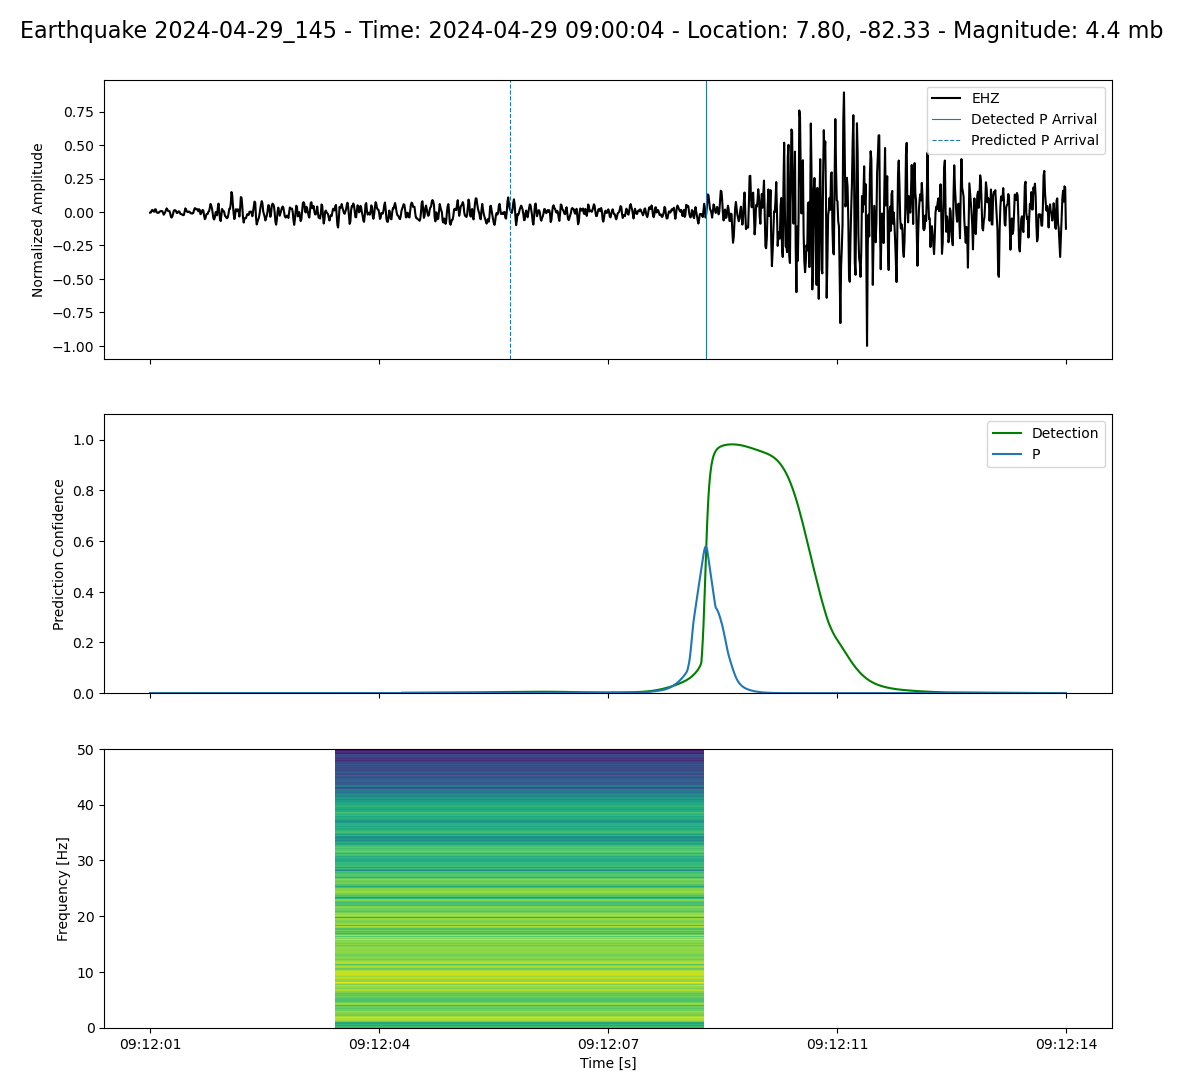 Earthquake 2024-04-29_145 - Time: 2024-04-29 09:00:04 - Location: 7.80, -82.33 - Magnitude: 4.4 mb
EHZ
Detected P Arrival
Predicted P Arrival
0.75
0.50
0.25
0.00
−0.25
−0.50
−0.75
−1.00
Normalized Amplitude
Detection
P
1.0
0.8
0.6
0.4
0.2
0.0
Prediction Confidence
50
40
30
20
10
0
Frequency [Hz]
09:12:01 09:12:04 09:12:07 09:12:11 09:12:14
Time [s]